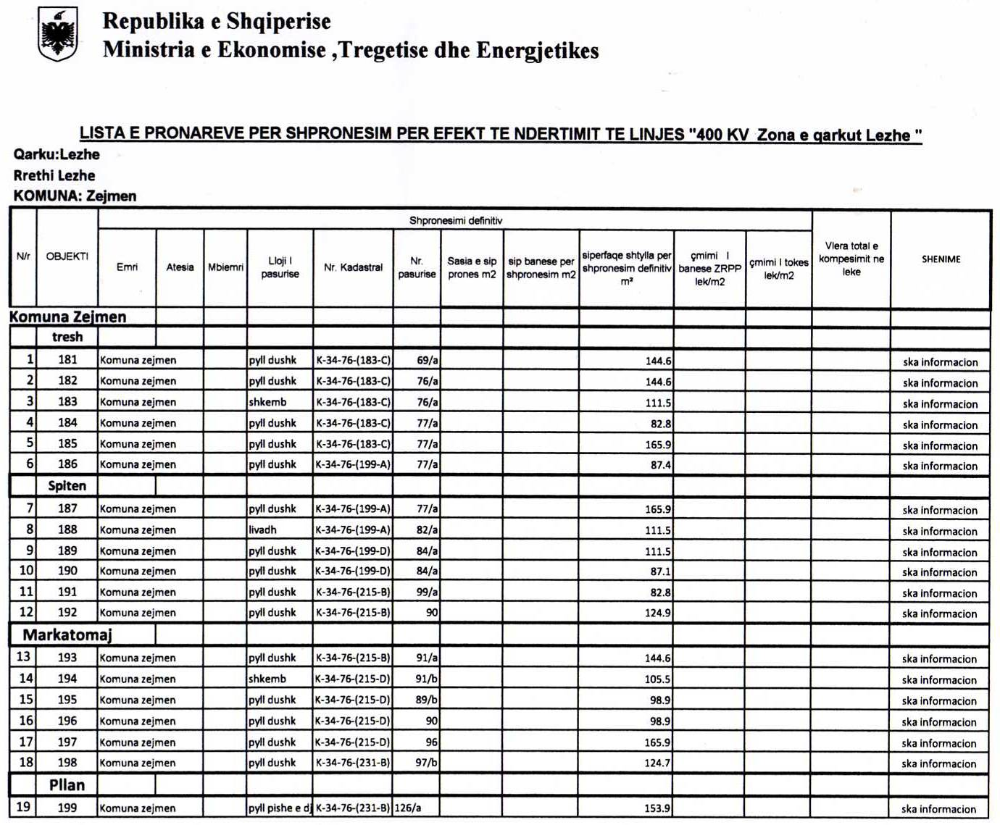 Republika e Shqiperise
Ministria e Ekonomise ,Tregetise dhe Energjetikes
LISTA E PRONAREVE PER SHPRONESIM PER EFEKT TE NDERTIMIT TE LINJES "400 KV Zona e qarkut Lezhe "
Qarku:Lezhe
Rrethi Lezhe
KOMUNA: Zejmen
N/r OBJEKTI Shpronesimi definitiv Vlera total e kompesimit ne leke SHENIME
Emri Atesia Mbiemri Lloji I pasurise Nr. Kadastral Nr. pasurise Sasia e sip prones m2 sip banese per shpronesim m2 siperfaqe shtylla per shpronesim definitiv m² çmimi I banese ZRPP lek/m2 çmimi I tokes lek/m2
Komuna Zejmen
tresh
1 181 Komuna zejmen pyll dushk K-34-76-(183-C) 69/a 144.6 ska informacion
2 182 Komuna zejmen pyll dushk K-34-76-(183-C) 76/a 144.6 ska informacion
3 183 Komuna zejmen shkemb K-34-76-(183-C) 76/a 111.5 ska informacion
4 184 Komuna zejmen pyll dushk K-34-76-(183-C) 77/a 82.8 ska informacion
5 185 Komuna zejmen pyll dushk K-34-76-(183-C) 77/a 165.9 ska informacion
6 186 Komuna zejmen pyll dushk K-34-76-(199-A) 77/a 87.4 ska informacion
Spiten
7 187 Komuna zejmen pyll dushk K-34-76-(199-A) 77/a 165.9 ska informacion
8 188 Komuna zejmen livadh K-34-76-(199-A) 82/a 111.5 ska informacion
9 189 Komuna zejmen pyll dushk K-34-76-(199-D) 84/a 111.5 ska informacion
10 190 Komuna zejmen pyll dushk K-34-76-(199-D) 84/a 87.1 ska informacion
11 191 Komuna zejmen pyll dushk K-34-76-(215-B) 99/a 82.8 ska informacion
12 192 Komuna zejmen pyll dushk K-34-76-(215-B) 90 124.9 ska informacion
Markatomaj
13 193 Komuna zejmen pyll dushk K-34-76-(215-B) 91/a 144.6 ska informacion
14 194 Komuna zejmen shkemb K-34-76-(215-D) 91/b 105.5 ska informacion
15 195 Komuna zejmen pyll dushk K-34-76-(215-D) 89/b 98.9 ska informacion
16 196 Komuna zejmen pyll dushk K-34-76-(215-D) 90 98.9 ska informacion
17 197 Komuna zejmen pyll dushk K-34-76-(215-D) 96 165.9 ska informacion
18 198 Komuna zejmen pyll dushk K-34-76-(231-B) 97/b 124.7 ska informacion
Pllan
19 199 Komuna zejmen pyll pishe e dj K-34-76-(231-B) 126/a 153.9 ska informacion